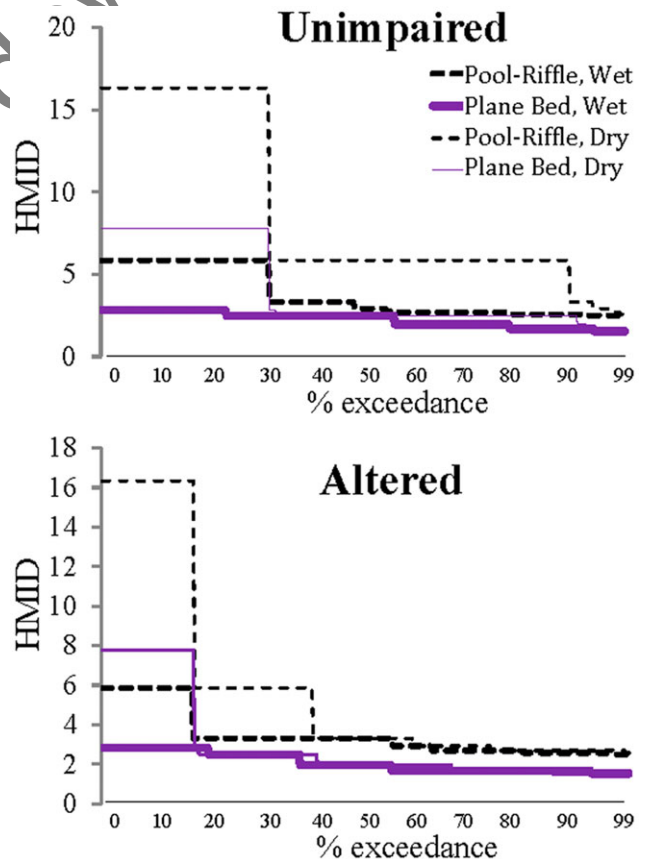 Unimpaired
20
15
10
5
0
HMID
Pool-Riffle, Wet
Plane Bed, Wet
Pool-Riffle, Dry
Plane Bed, Dry
0 10 20 30 40 50 60 70 80 90 99
% exceedance
Altered
18
16
14
12
10
8
6
4
2
0
HMID
0 10 20 30 40 50 60 70 80 90 99
% exceedance